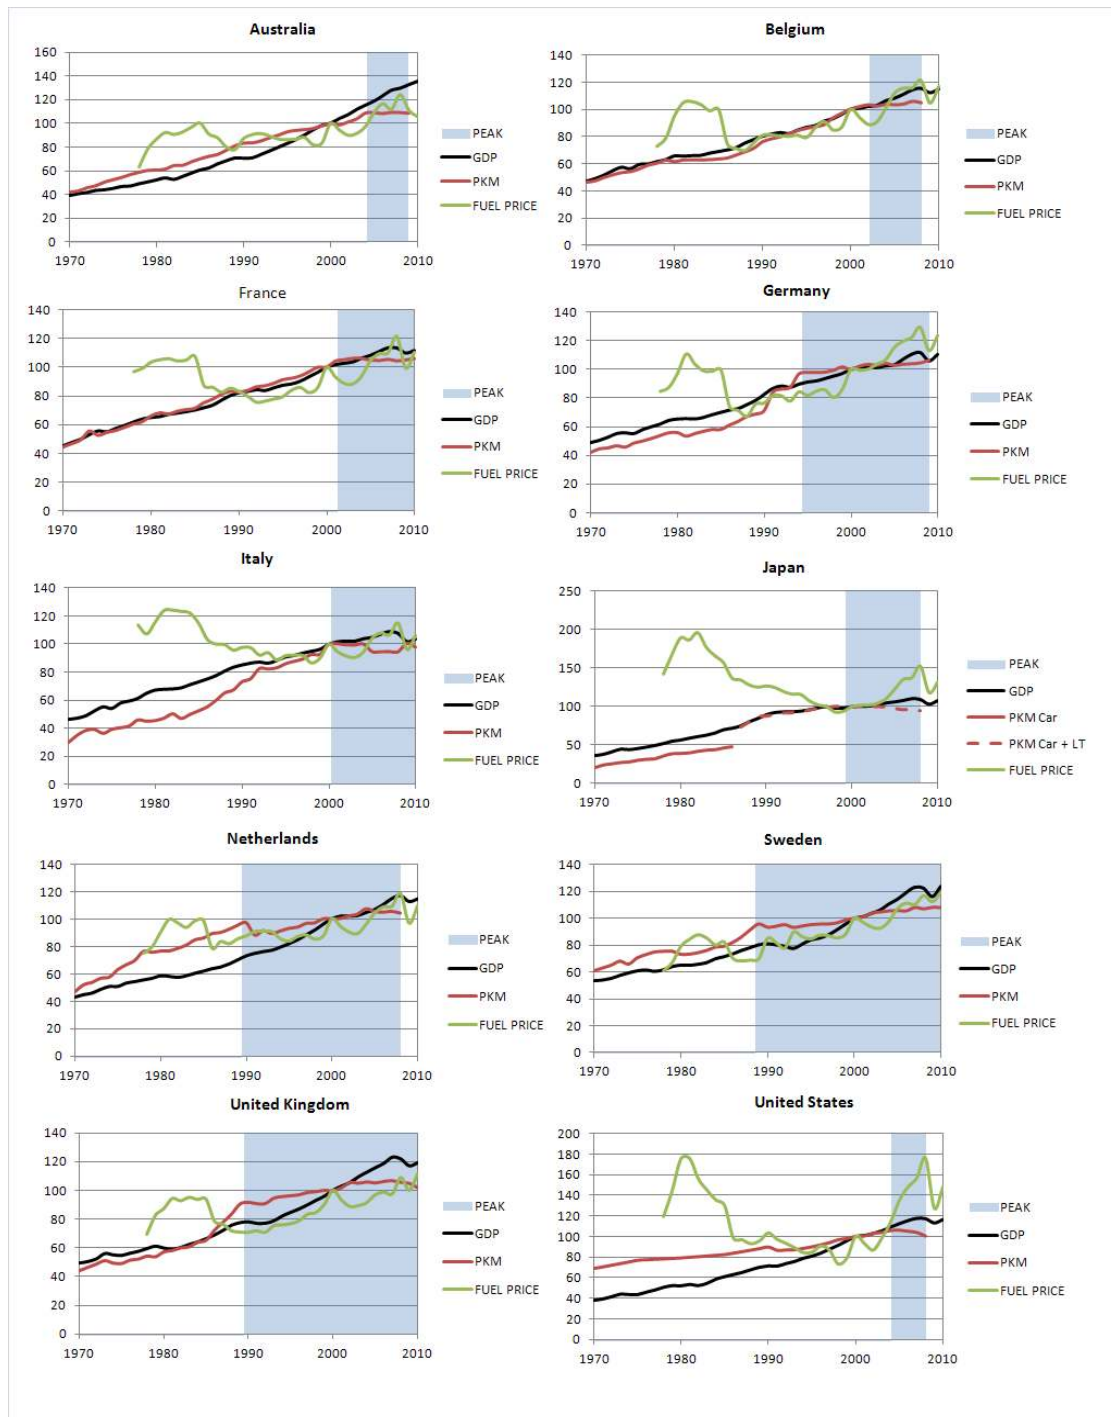 Australia
160
140
120
100
80
60
40
20
0
1970 1980 1990 2000 2010
PEAK
GDP
PKM
FUEL PRICE
Belgium
140
120
100
80
60
40
20
0
1970 1980 1990 2000 2010
PEAK
GDP
PKM
FUEL PRICE
France
140
120
100
80
60
40
20
0
1970 1980 1990 2000 2010
PEAK
GDP
PKM
FUEL PRICE
Germany
140
120
100
80
60
40
20
0
1970 1980 1990 2000 2010
PEAK
GDP
PKM
FUEL PRICE
Italy
140
120
100
80
60
40
20
0
1970 1980 1990 2000 2010
PEAK
GDP
PKM
FUEL PRICE
Japan
250
200
150
100
50
0
1970 1980 1990 2000 2010
PEAK
GDP
PKM Car
PKM Car + LT
FUEL PRICE
Netherlands
140
120
100
80
60
40
20
0
1970 1980 1990 2000 2010
PEAK
GDP
PKM
FUEL PRICE
Sweden
140
120
100
80
60
40
20
0
1970 1980 1990 2000 2010
PEAK
GDP
PKM
FUEL PRICE
United Kingdom
140
120
100
80
60
40
20
0
1970 1980 1990 2000 2010
PEAK
GDP
PKM
FUEL PRICE
United States
200
180
160
140
120
100
80
60
40
20
0
1970 1980 1990 2000 2010
PEAK
GDP
PKM
FUEL PRICE